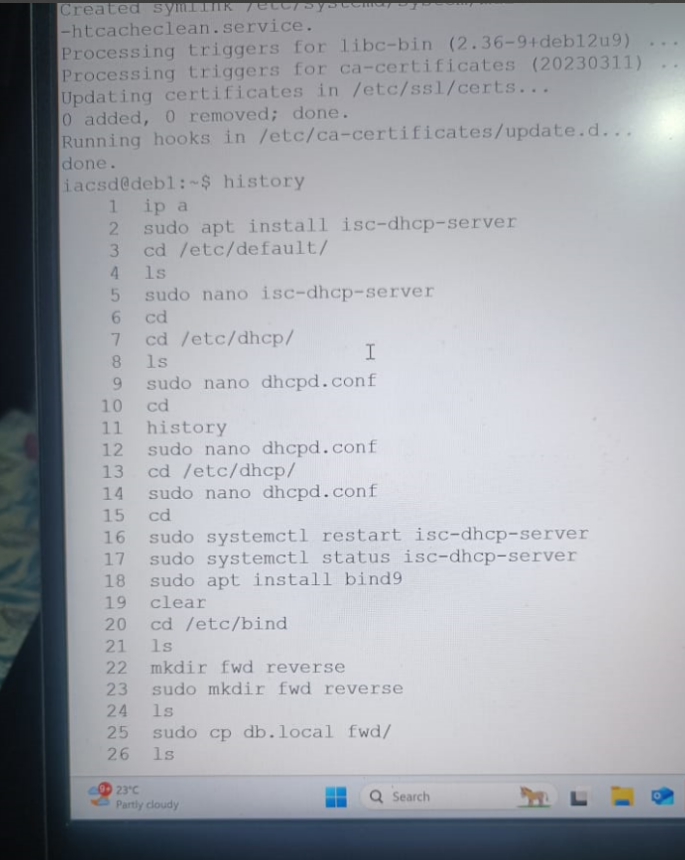 Created symlink /etc/systemd/system/
-htcacheclean.service.
Processing triggers for libc-bin (2.36-9+deb12u9) ...
Processing triggers for ca-certificates (20230311) ..
Updating certificates in /etc/ssl/certs...
0 added, 0 removed; done.
Running hooks in /etc/ca-certificates/update.d...
done.
iacsd@deb1:~$ history
1 ip a
2 sudo apt install isc-dhcp-server
3 cd /etc/default/
4 ls
5 sudo nano isc-dhcp-server
6 cd
7 cd /etc/dhcp/
8 ls
9 sudo nano dhcpd.conf
10 cd
11 history
12 sudo nano dhcpd.conf
13 cd /etc/dhcp/
14 sudo nano dhcpd.conf
15 cd
16 sudo systemctl restart isc-dhcp-server
17 sudo systemctl status isc-dhcp-server
18 sudo apt install bind9
19 clear
20 cd /etc/bind
21 ls
22 mkdir fwd reverse
23 sudo mkdir fwd reverse
24 ls
25 sudo cp db.local fwd/
26 ls
9+ 23°C
Partly cloudy
Search